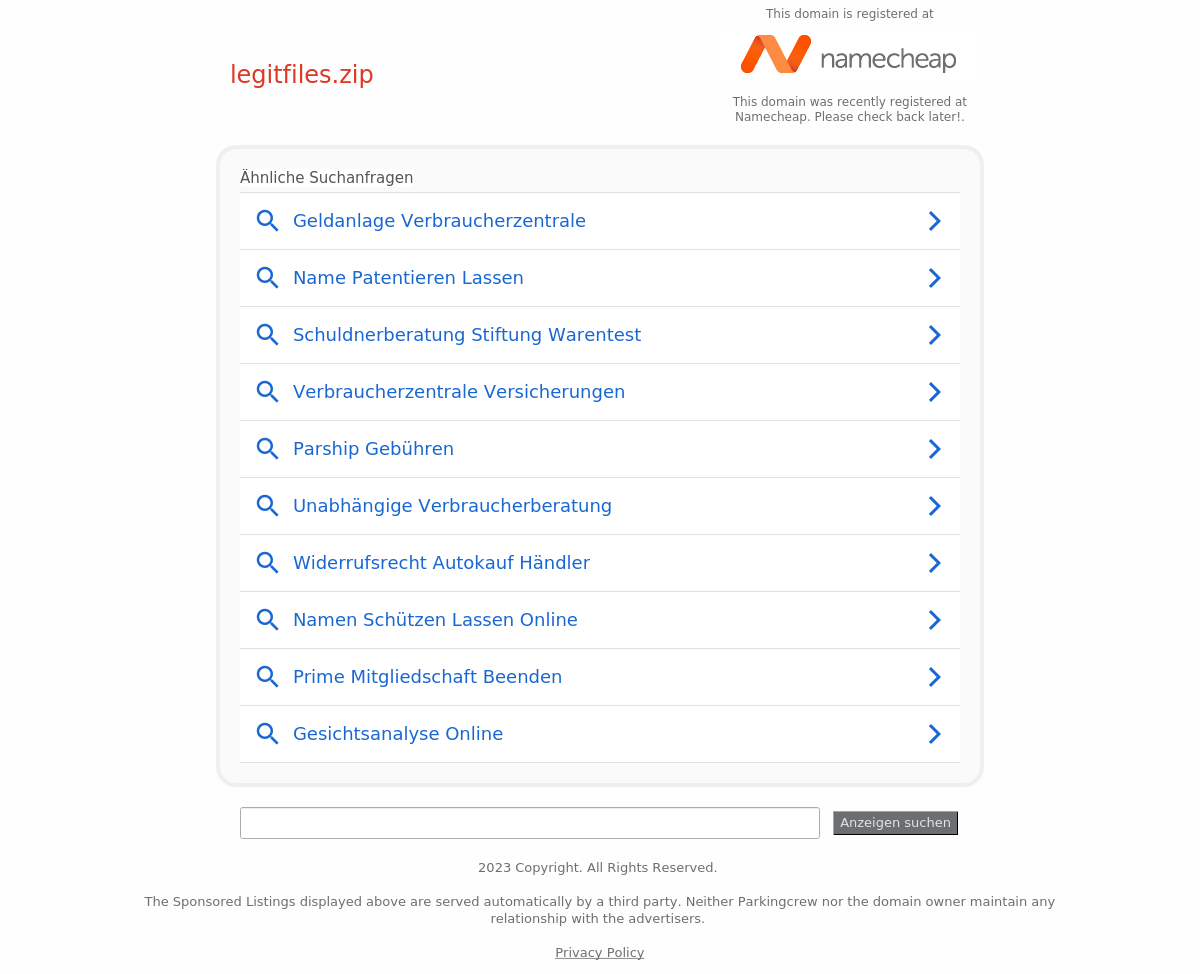 This domain is registered at
namecheap
legitfiles.zip
This domain was recently registered at
Namecheap. Please check back later!.
Ähnliche Suchanfragen
Geldanlage Verbraucherzentrale
Name Patentieren Lassen
Schuldnerberatung Stiftung Warentest
Verbraucherzentrale Versicherungen
Parship Gebühren
Unabhängige Verbraucherberatung
Widerrufsrecht Autokauf Händler
Namen Schützen Lassen Online
Prime Mitgliedschaft Beenden
Gesichtsanalyse Online
Anzeigen suchen
2023 Copyright. All Rights Reserved.
The Sponsored Listings displayed above are served automatically by a third party. Neither Parkingcrew nor the domain owner maintain any
relationship with the advertisers.
Privacy Policy